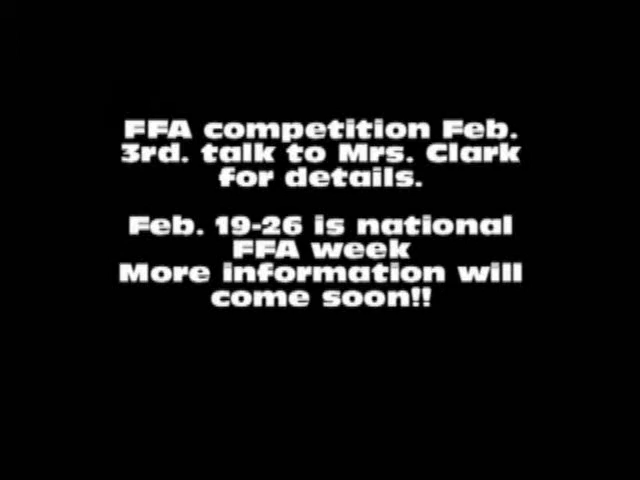 FFA competition Feb.
3rd. talk to Mrs. Clark
for details.
Feb. 19-26 is national
FFA week
More information will
come soon!!